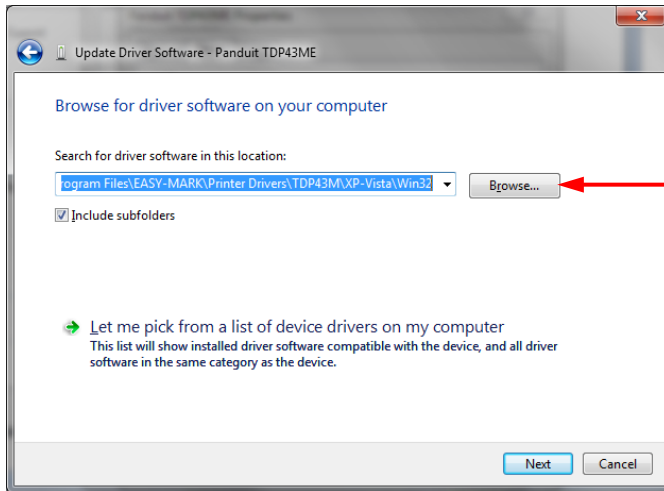 Update Driver Software - Panduit TDP43ME
Browse for driver software on your computer
Search for driver software in this location:
rogram Files\EASY-MARK\Printer Drivers\TDP43M\XP-Vista\Win32
Browse...
Include subfolders
Let me pick from a list of device drivers on my computer
This list will show installed driver software compatible with the device, and all driver
software in the same category as the device.
Next
Cancel